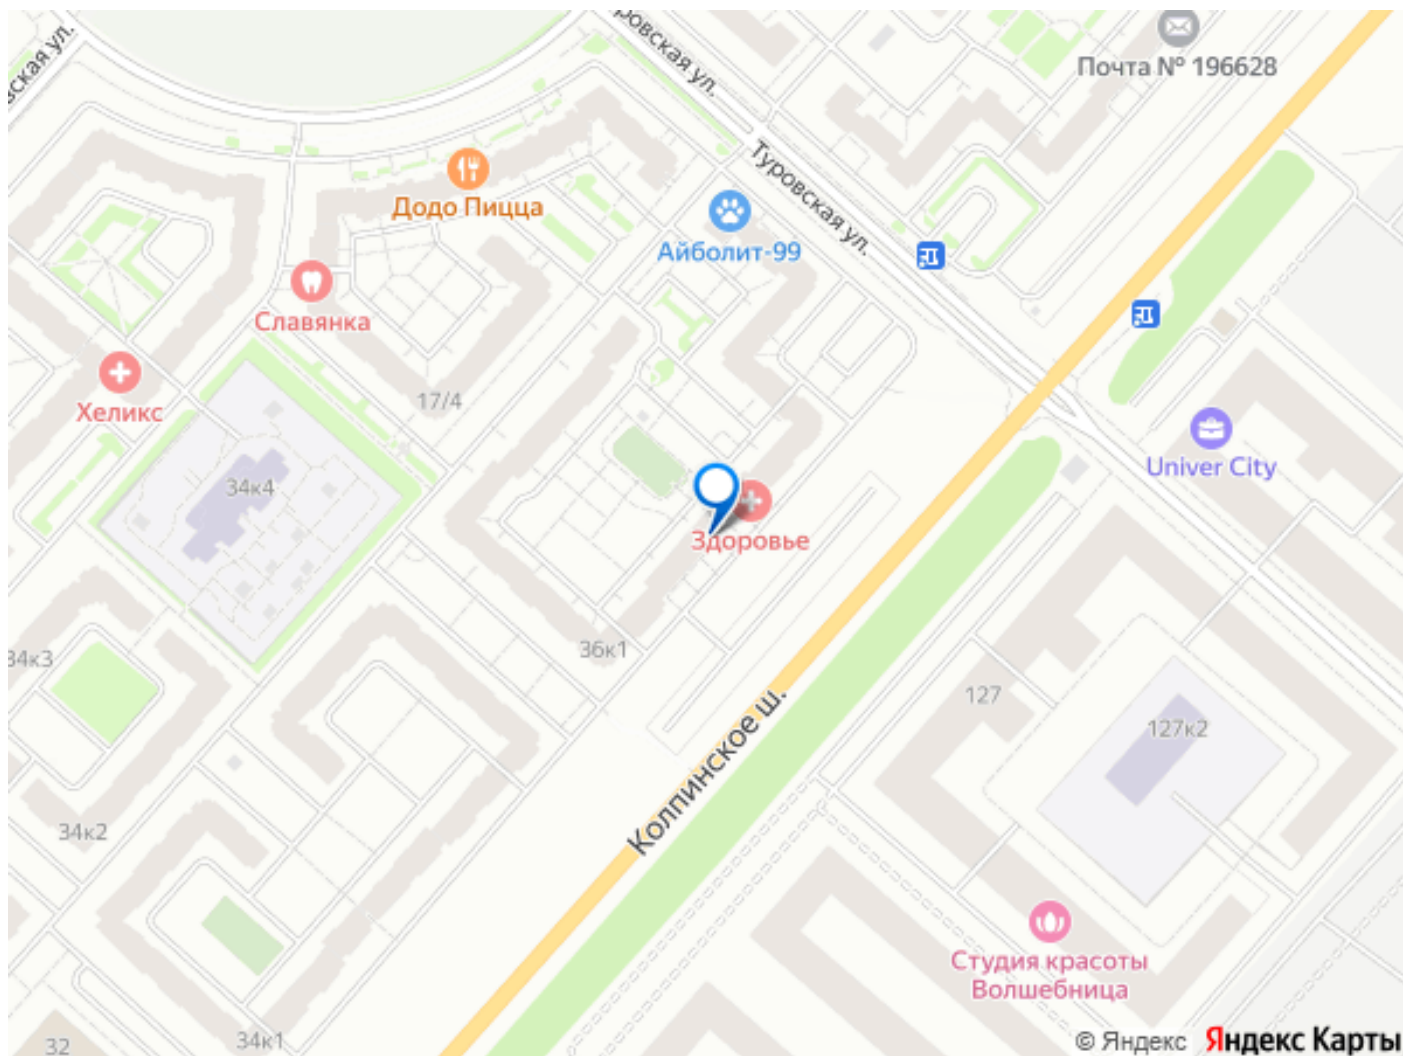 Почта № 196628
Туровская ул.
Додо Пицца
Айболит-99
Славянка
Хеликс
17/4
Univer City
34к4
Здоровье
36к1
34к3
127
127к2
Колпинское ш.
34к2
Студия красоты
Волшебница
34к1
32
© Яндекс Яндекс Карты